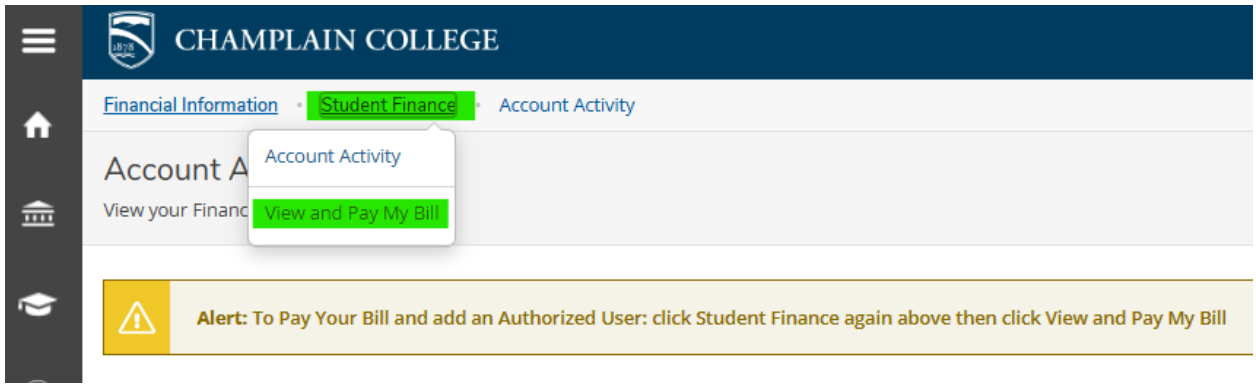 1878
CHAMPLAIN COLLEGE
Financial Information • Student Finance • Account Activity
Account Activity
Account A
View and Pay My Bill
View your Financ
Alert: To Pay Your Bill and add an Authorized User: click Student Finance again above then click View and Pay My Bill